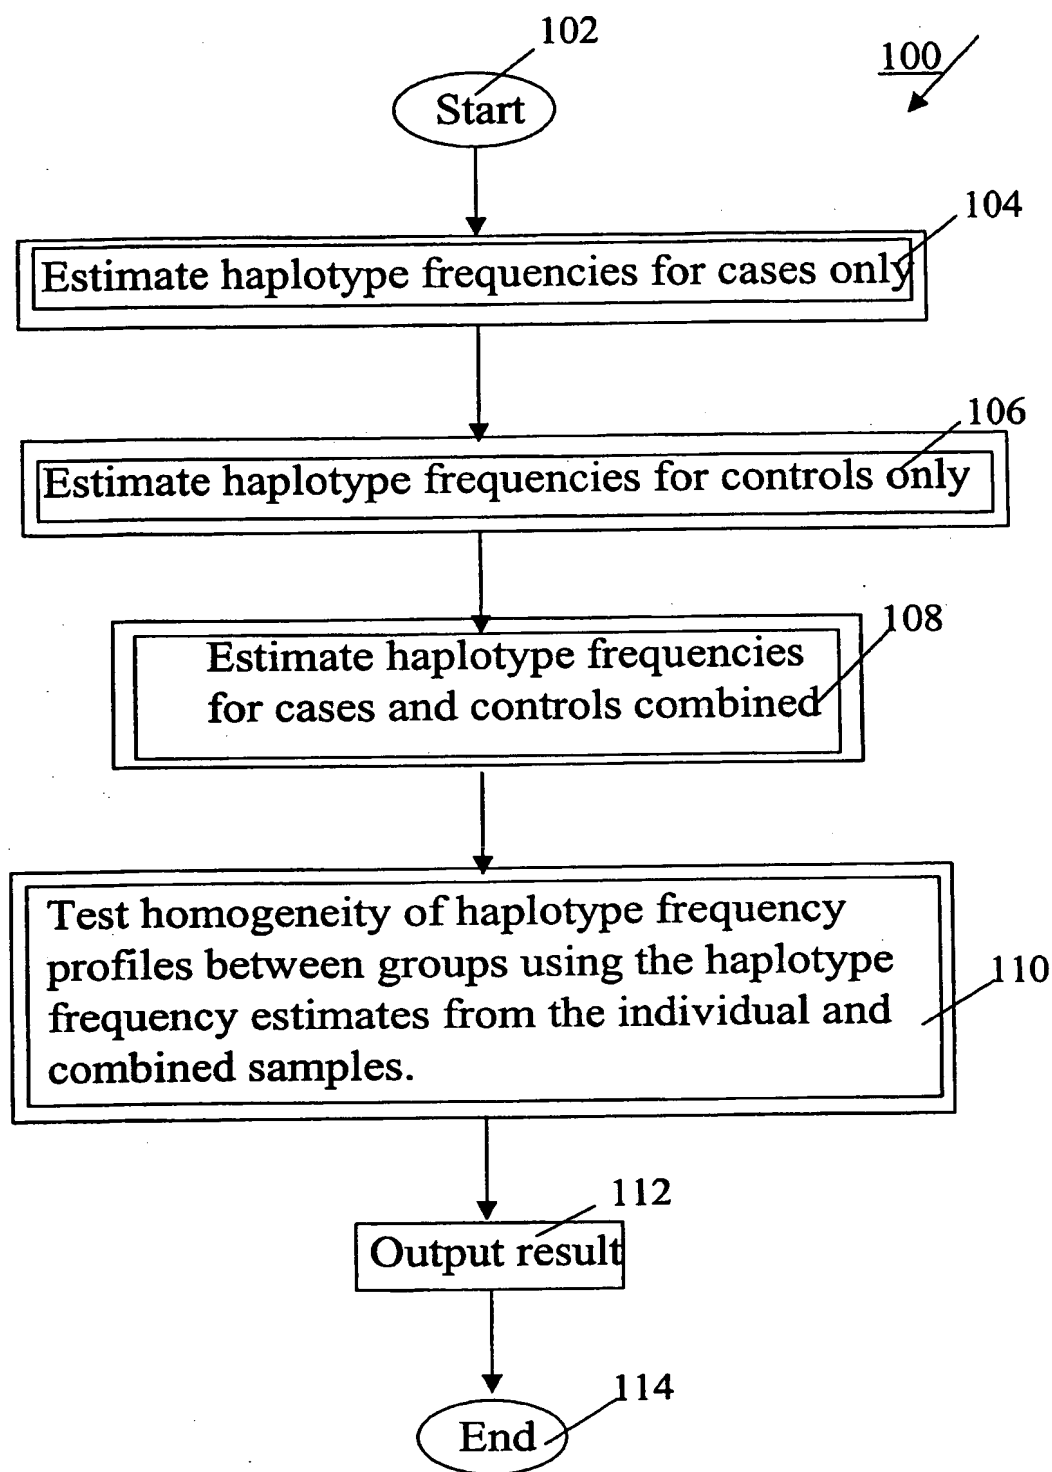 102
100
Start
104
Estimate haplotype frequencies for cases only
106
Estimate haplotype frequencies for controls only
108
Estimate haplotype frequencies
for cases and controls combined
Test homogeneity of haplotype frequency
profiles between groups using the haplotype
frequency estimates from the individual and
combined samples.
110
112
Output result
114
End